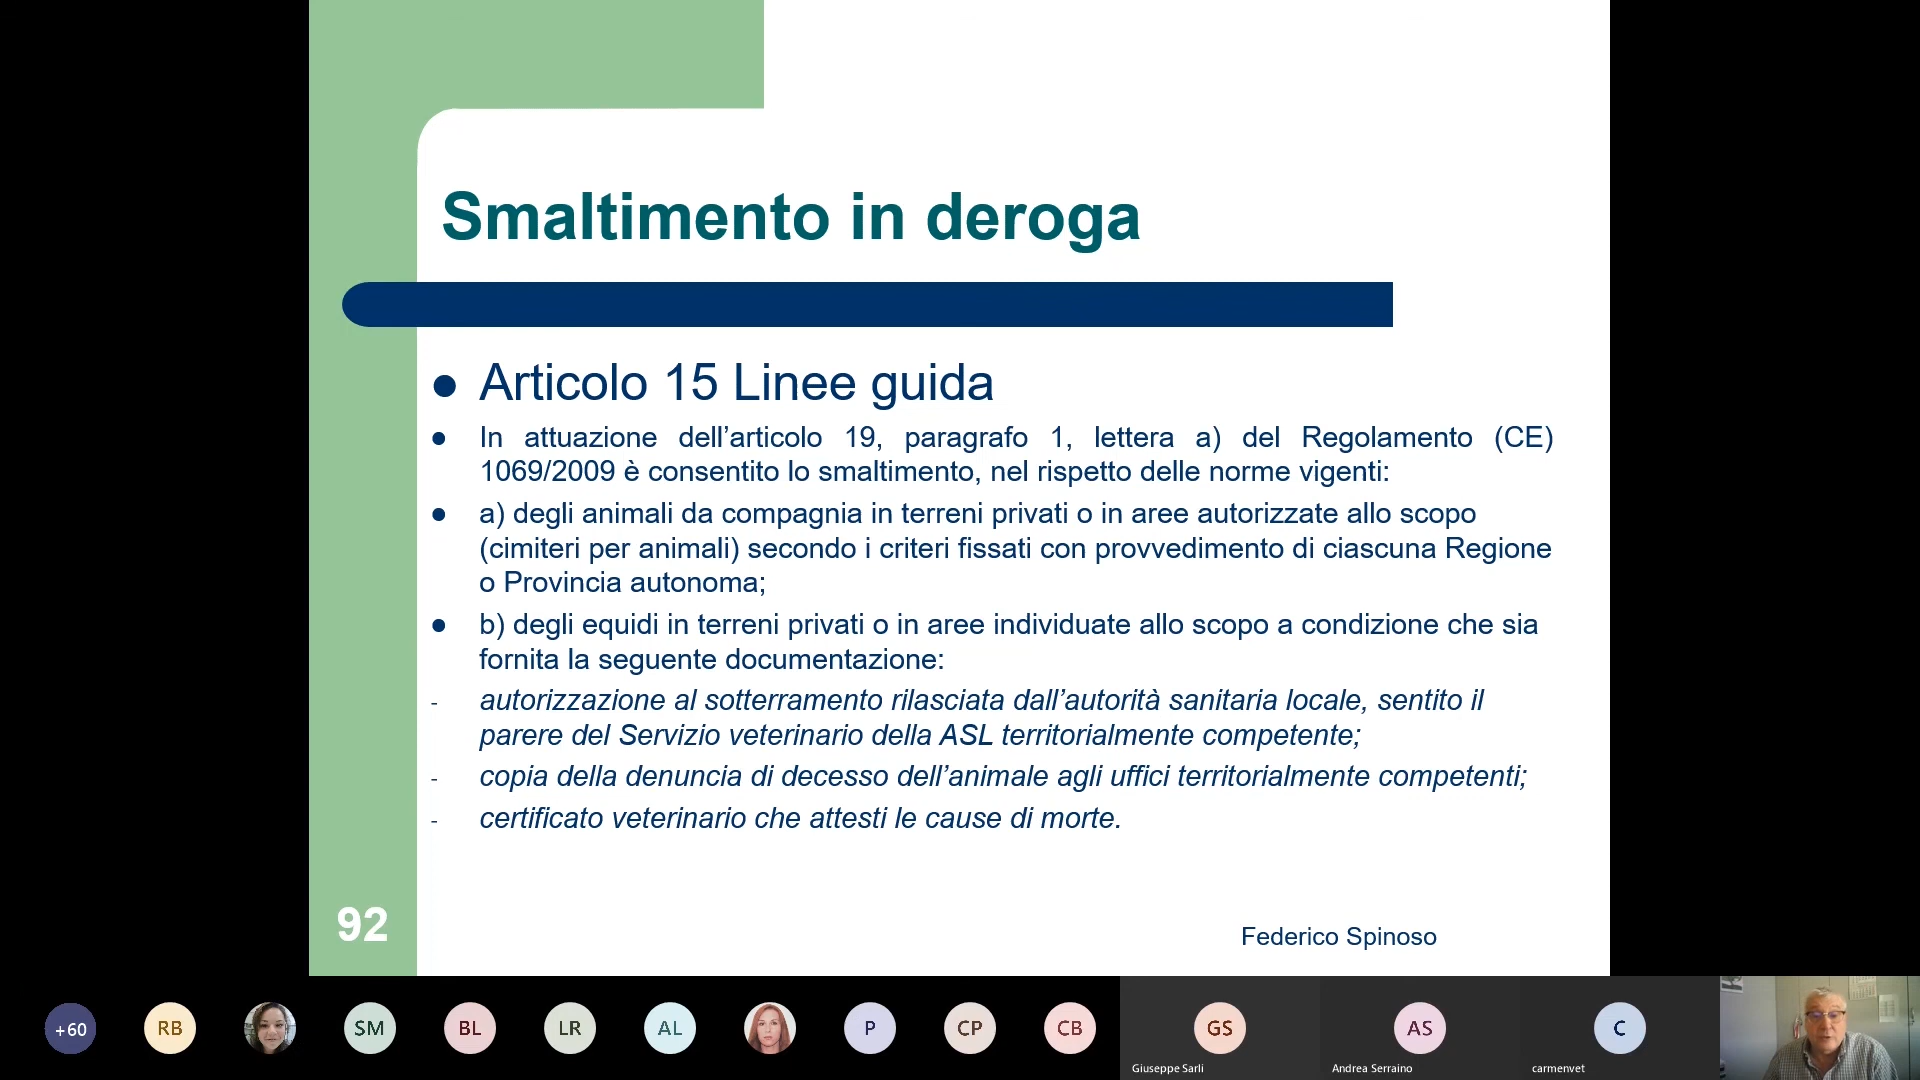 Smaltimento in deroga
● Articolo 15 Linee guida
● In attuazione dell’articolo 19, paragrafo 1, lettera a) del Regolamento (CE)
1069/2009 è consentito lo smaltimento, nel rispetto delle norme vigenti:
● a) degli animali da compagnia in terreni privati o in aree autorizzate allo scopo
(cimiteri per animali) secondo i criteri fissati con provvedimento di ciascuna Regione
o Provincia autonoma;
● b) degli equidi in terreni privati o in aree individuate allo scopo a condizione che sia
fornita la seguente documentazione:
- autorizzazione al sotterramento rilasciata dall’autorità sanitaria locale, sentito il
parere del Servizio veterinario della ASL territorialmente competente;
- copia della denuncia di decesso dell’animale agli uffici territorialmente competenti;
- certificato veterinario che attesti le cause di morte.
92
Federico Spinoso
+60
RB
SM
BL
LR
AL
P
CP
CB
GS
AS
C
Giuseppe Sarli
Andrea Serraino
carmenvet